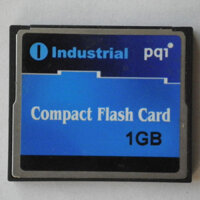 Industrial pqi
Compact Flash Card
1GB